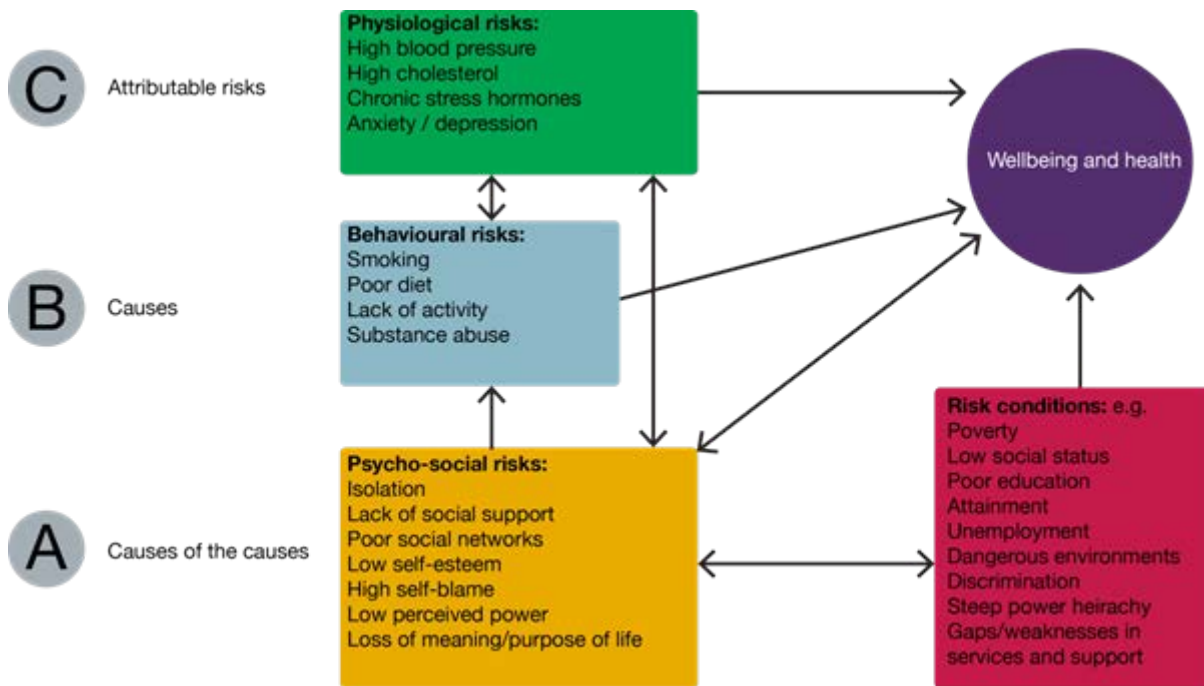 C
Attributable risks
Physiological risks:
High blood pressure
High cholesterol
Chronic stress hormones
Anxiety / depression
Wellbeing and health
B
Causes
Behavioural risks:
Smoking
Poor diet
Lack of activity
Substance abuse
A
Causes of the causes
Psycho-social risks:
Isolation
Lack of social support
Poor social networks
Low self-esteem
High self-blame
Low perceived power
Loss of meaning/purpose of life
Risk conditions: e.g.
Poverty
Low social status
Poor education
Attainment
Unemployment
Dangerous environments
Discrimination
Steep power heirachy
Gaps/weaknesses in
services and support